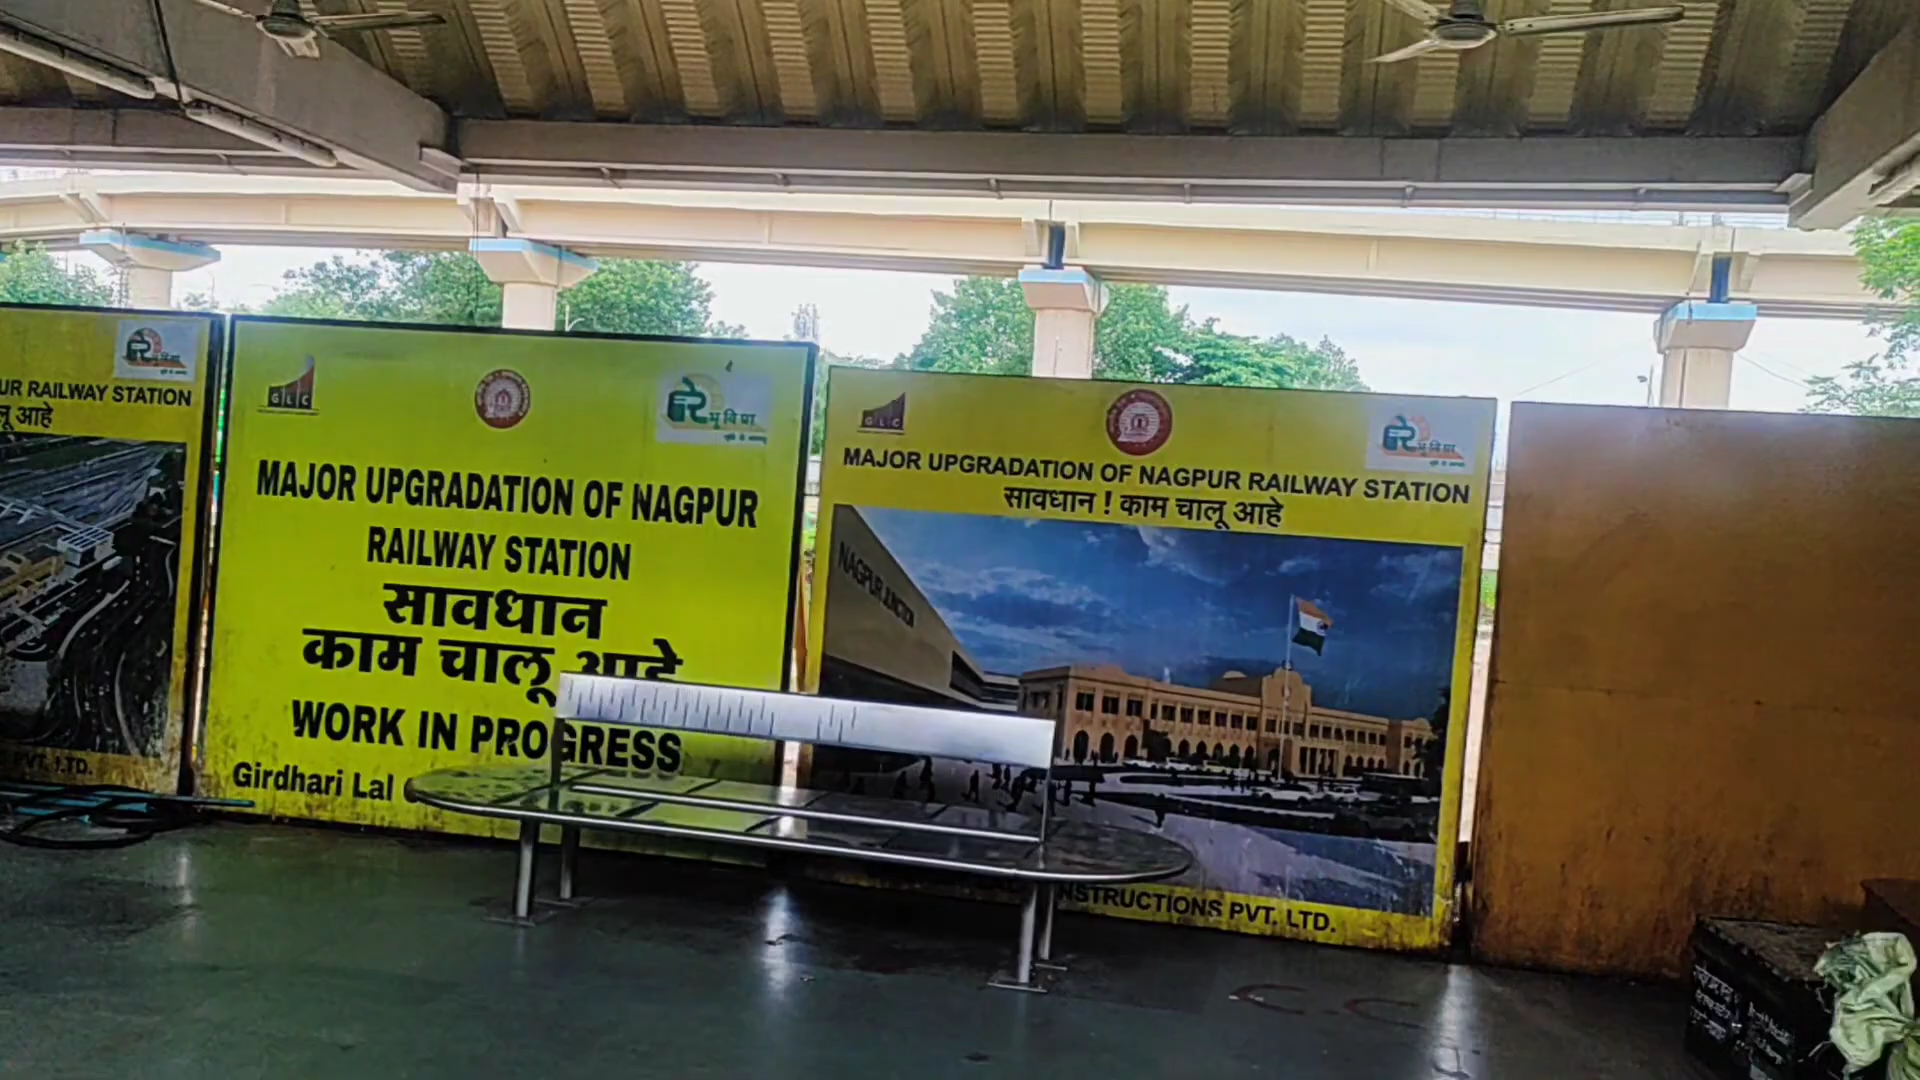 UR RAILWAY STATION
लू आहे
PVT. LTD.
GLC
भू वि प्रा
MAJOR UPGRADATION OF NAGPUR
RAILWAY STATION
सावधान
काम चालू आहे
WORK IN PROGRESS
Girdhari Lal
GLC
भू वि प्रा
MAJOR UPGRADATION OF NAGPUR RAILWAY STATION
सावधान ! काम चालू आहे
NAGPUR JUNCTION
NSTRUCTIONS PVT. LTD.